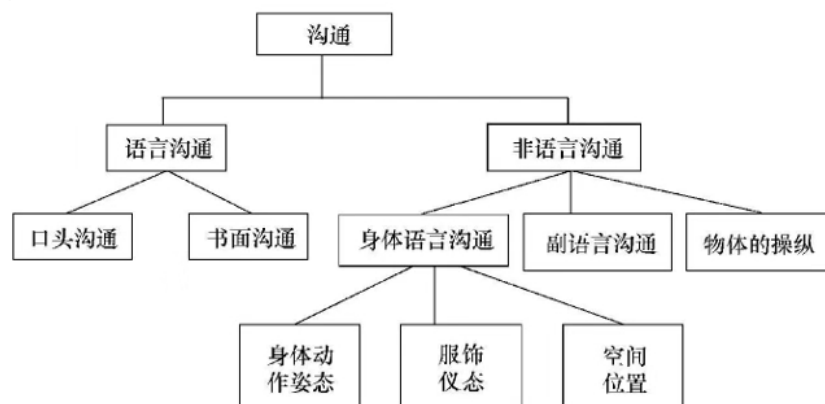 沟通
语言沟通
非语言沟通
口头沟通
书面沟通
身体语言沟通
副语言沟通
物体的操纵
身体动
作姿态
服饰
仪态
空间
位置